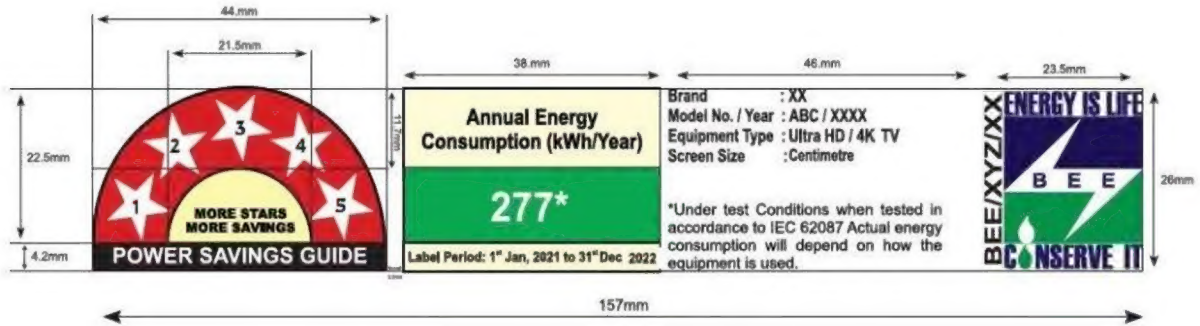 44.mm
21.5mm
38.mm
46.mm
23.5mm
22.5mm
4.2mm
11.7mm
1
2
3
4
5
MORE STARS
MORE SAVINGS
POWER SAVINGS GUIDE
Annual Energy
Consumption (kWh/Year)
277*
Label Period: 1st Jan, 2021 to 31st Dec 2022
Brand : XX
Model No. / Year : ABC / XXXX
Equipment Type : Ultra HD / 4K TV
Screen Size : Centimetre
*Under test Conditions when tested in
accordance to IEC 62087 Actual energy
consumption will depend on how the
equipment is used.
BEE/XYZ/XX
ENERGY IS LIFE
B E E
CONSERVE IT
26mm
157mm